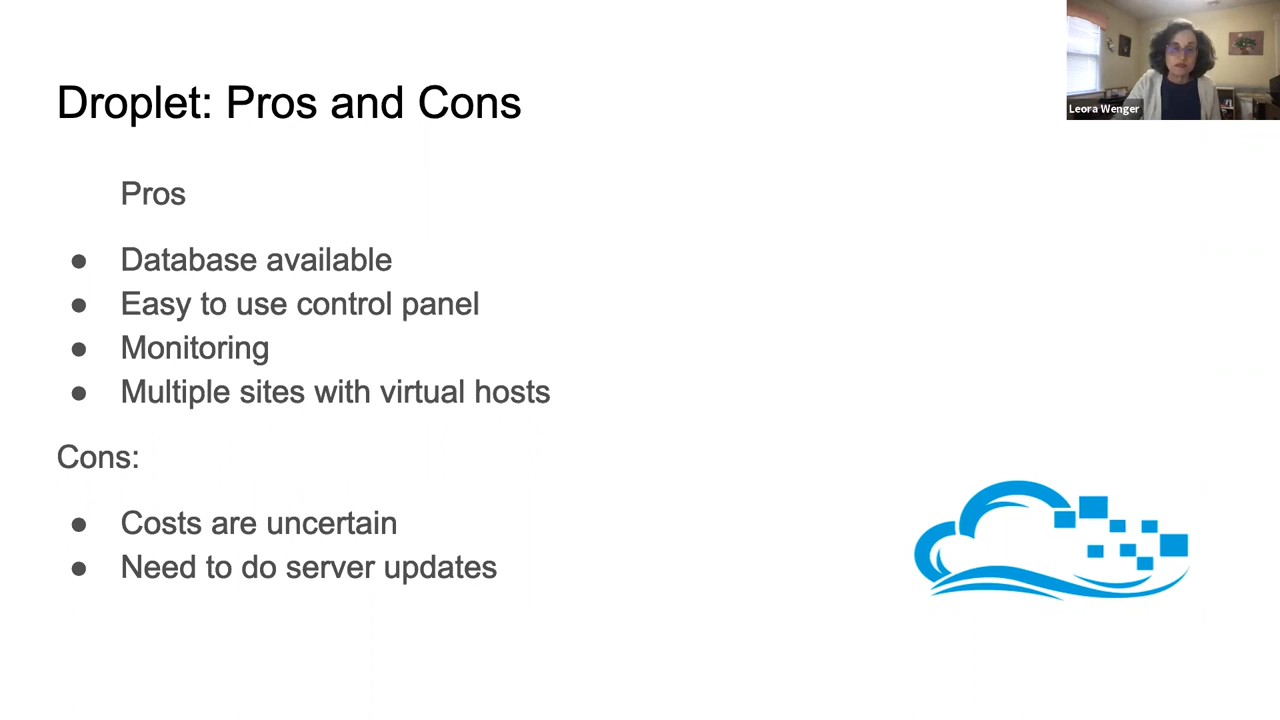 Droplet: Pros and Cons
Leora Wenger
Pros
● Database available
● Easy to use control panel
● Monitoring
● Multiple sites with virtual hosts
Cons:
● Costs are uncertain
● Need to do server updates